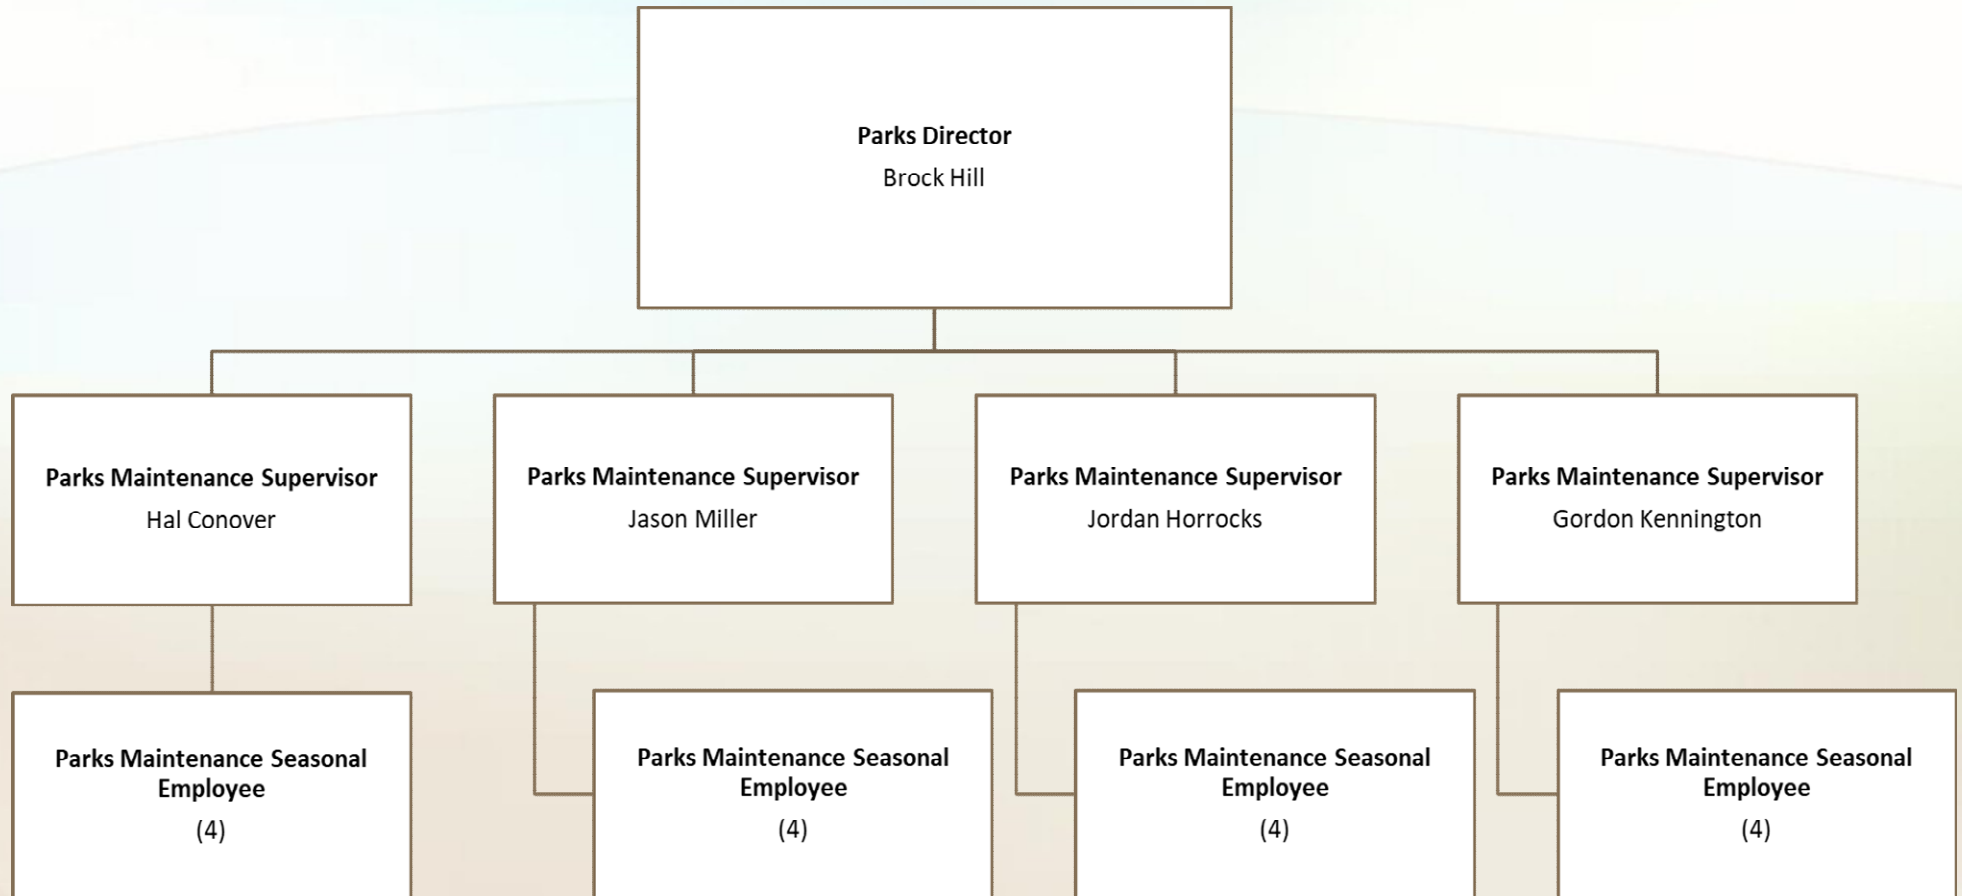 Parks Director
Brock Hill
Parks Maintenance Supervisor
Hal Conover
Parks Maintenance Supervisor
Jason Miller
Parks Maintenance Supervisor
Jordan Horrocks
Parks Maintenance Supervisor
Gordon Kennington
Parks Maintenance Seasonal
Employee
(4)
Parks Maintenance Seasonal
Employee
(4)
Parks Maintenance Seasonal
Employee
(4)
Parks Maintenance Seasonal
Employee
(4)